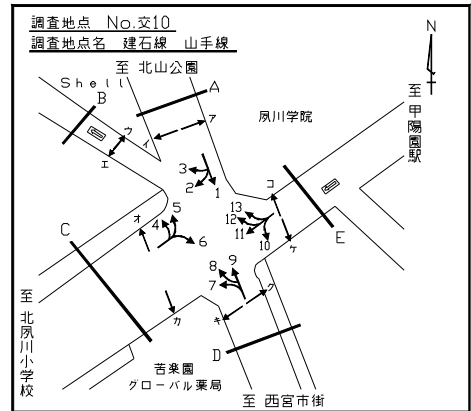 調査地点 No.交10
調査地点名 建石線 山手線
N
至 北山公園
Shell
A
B
夙川学院
至 甲陽園駅
ア
イ
ウ
エ
3
2
1
コ
13
12
11
10
ケ
E
C
オ
5
4
6
9
8
7
ク
キ
カ
D
至 北夙川小学校
苦楽園
グローバル薬局
至 西宮市街